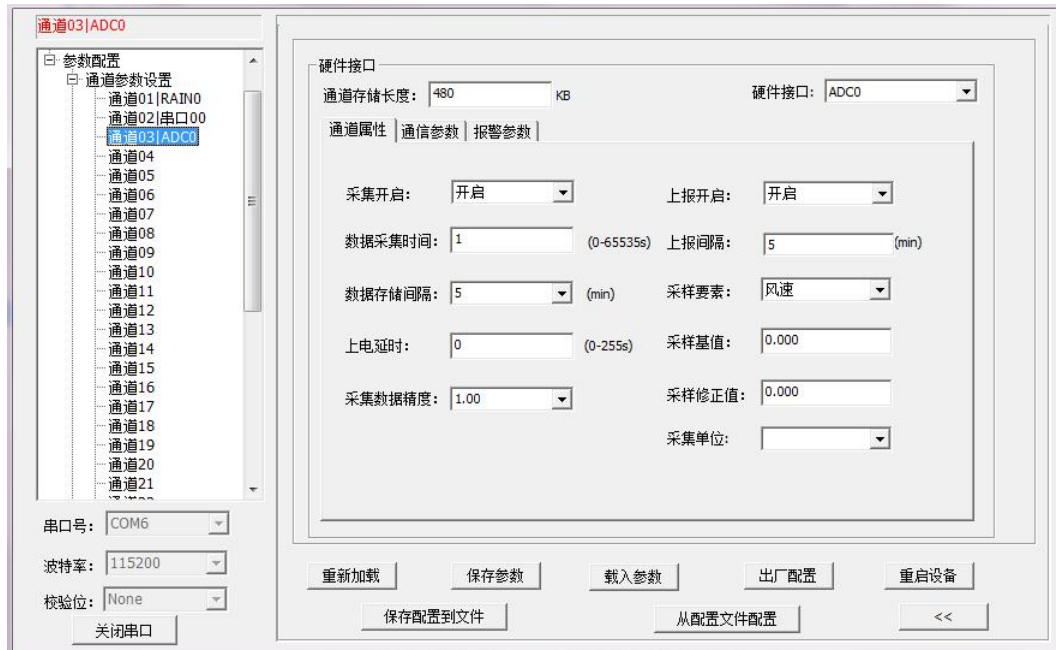 通道03|ADC0
参数配置
通道参数设置
通道01|RAIN0
通道02|串口00
通道03|ADC0
通道04
通道05
通道06
通道07
通道08
通道09
通道10
通道11
通道12
通道13
通道14
通道15
通道16
通道17
通道18
通道19
通道20
通道21
串口号: COM6
波特率: 115200
校验位: None
关闭串口
硬件接口
通道存储长度: 480 KB 硬件接口: ADC0
通道属性 通信参数 报警参数
采集开启: 开启 上报开启: 开启
数据采集时间: 1 (0-65535s) 上报间隔: 5 (min)
数据存储间隔: 5 (min) 采样要素: 风速
上电延时: 0 (0-255s) 采样基值: 0.000
采集数据精度: 1.00 采样修正值: 0.000
采集单位:
重新加载 保存参数 载入参数 出厂配置 重启设备
保存配置到文件 从配置文件配置 <<